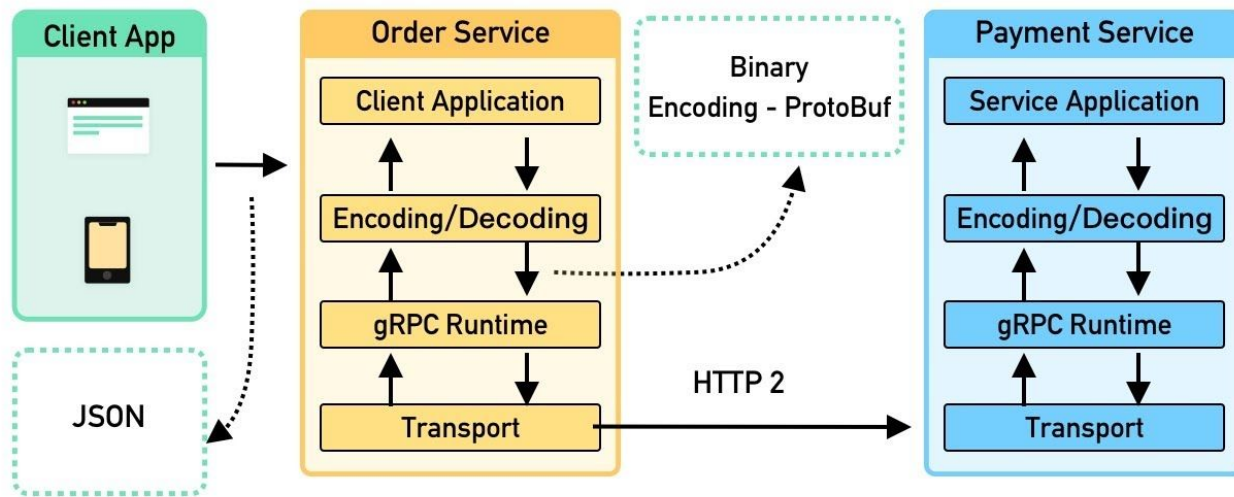 Client App
JSON
Order Service
Client Application
Encoding/Decoding
gRPC Runtime
Transport
Binary
Encoding - ProtoBuf
HTTP 2
Payment Service
Service Application
Encoding/Decoding
gRPC Runtime
Transport